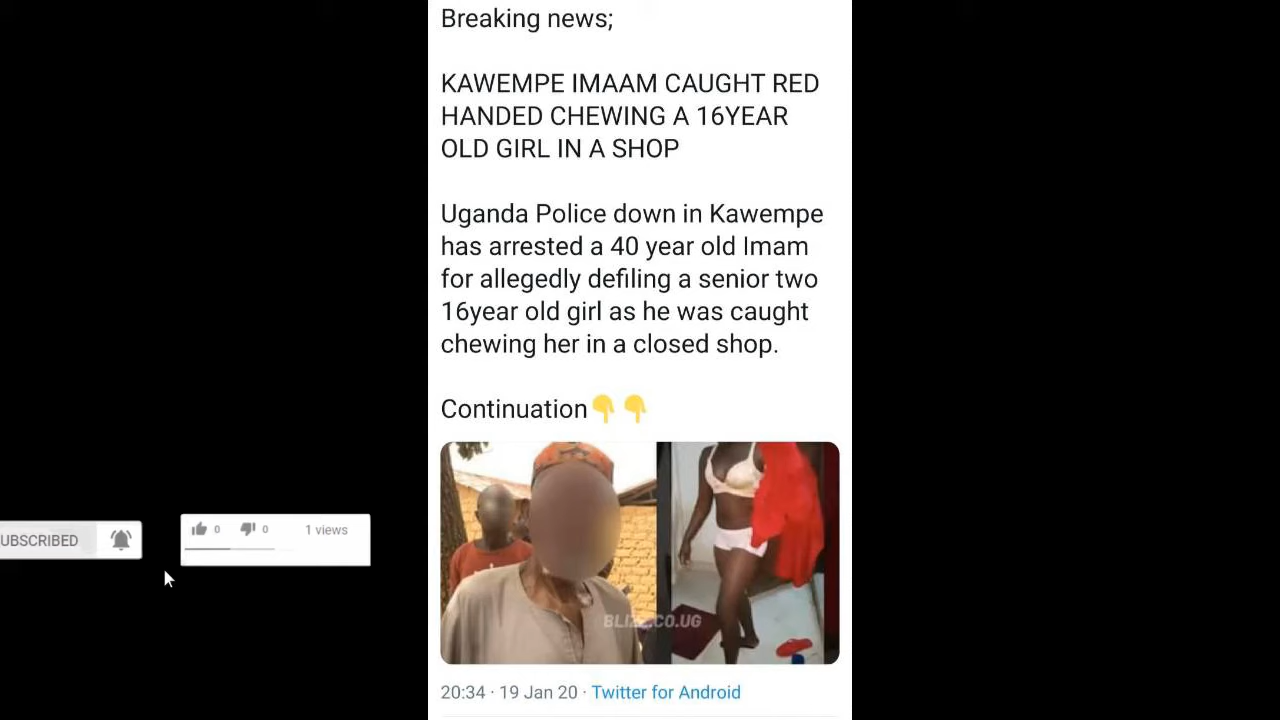 Breaking news;
KAWEMPE IMAAM CAUGHT RED
HANDED CHEWING A 16YEAR
OLD GIRL IN A SHOP
Uganda Police down in Kawempe
has arrested a 40 year old Imam
for allegedly defiling a senior two
16year old girl as he was caught
chewing her in a closed shop.
Continuation👇👇
UBSCRIBED
0 0 1 views
20:34 · 19 Jan 20 · Twitter for Android